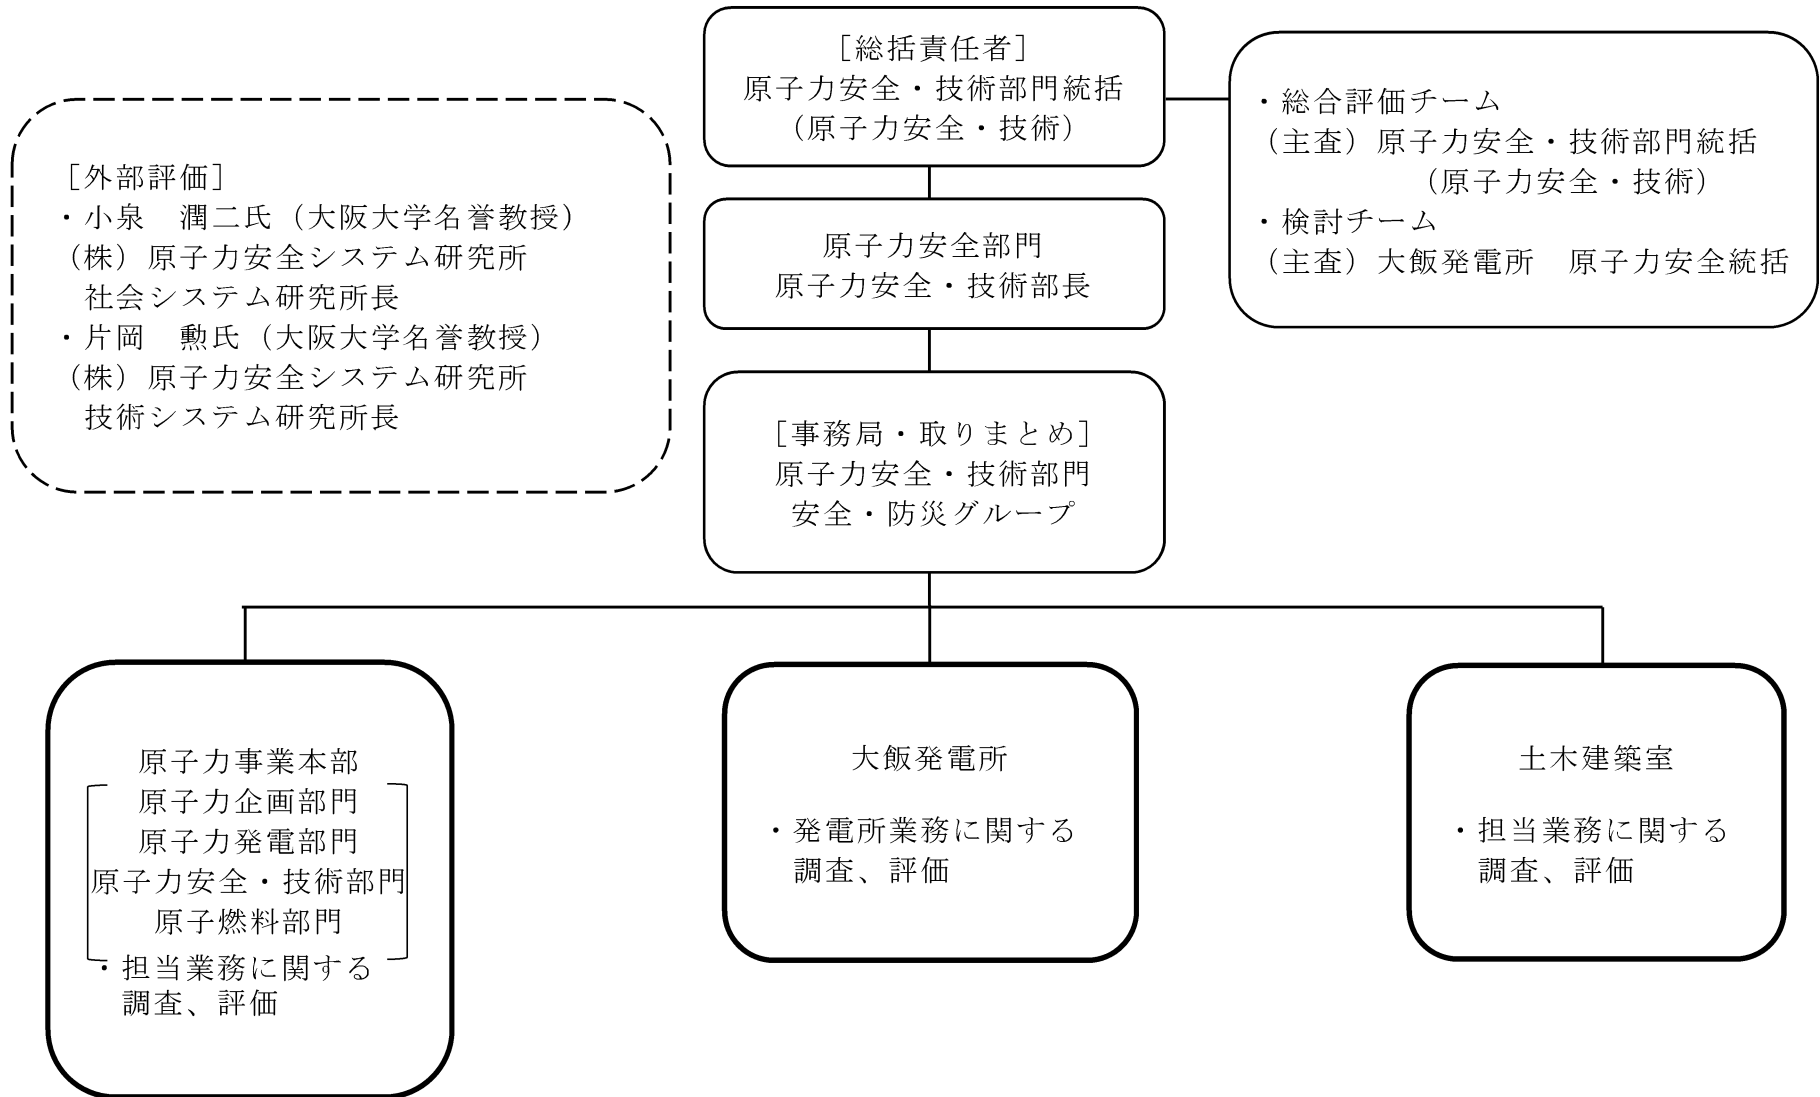 ［総括責任者］
原子力安全・技術部門統括
（原子力安全・技術）
・総合評価チーム
（主査）原子力安全・技術部門統括
（原子力安全・技術）
・検討チーム
（主査）大飯発電所　原子力安全統括
［外部評価］
・小泉　潤二氏（大阪大学名誉教授）
（株）原子力安全システム研究所
社会システム研究所長
・片岡　勲氏（大阪大学名誉教授）
（株）原子力安全システム研究所
技術システム研究所長
原子力安全部門
原子力安全・技術部長
［事務局・取りまとめ］
原子力安全・技術部門
安全・防災グループ
原子力事業本部
原子力企画部門
原子力発電部門
原子力安全・技術部門
原子燃料部門
・担当業務に関する
調査、評価
大飯発電所
・発電所業務に関する
調査、評価
土木建築室
・担当業務に関する
調査、評価